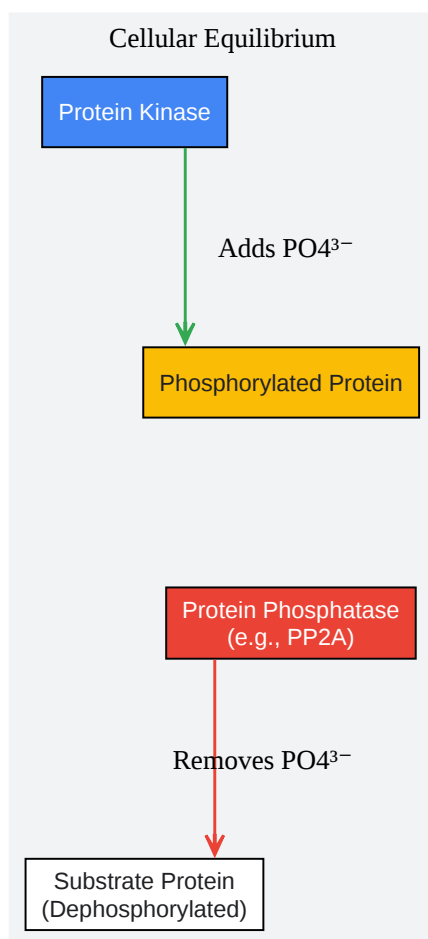 Cellular Equilibrium
Protein Kinase
Adds PO4³⁻
Phosphorylated Protein
Protein Phosphatase
(e.g., PP2A)
Removes PO4³⁻
Substrate Protein
(Dephosphorylated)